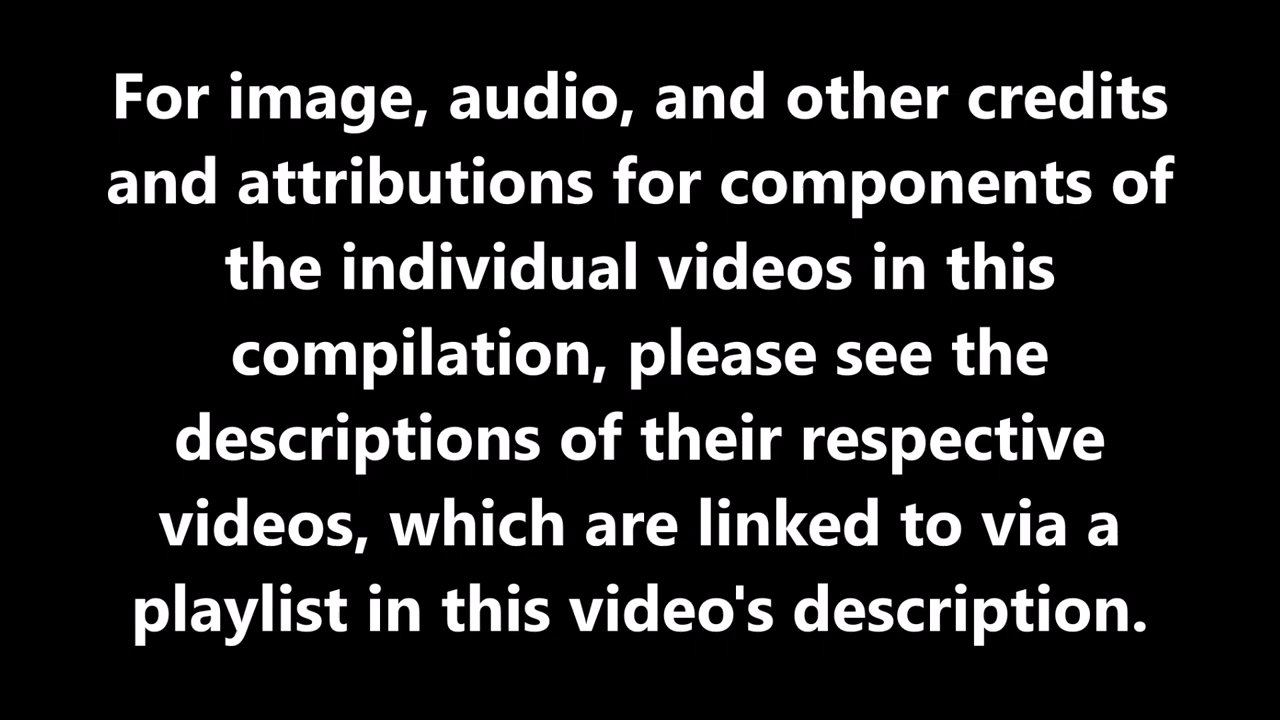 For image, audio, and other credits
and attributions for components of
the individual videos in this
compilation, please see the
descriptions of their respective
videos, which are linked to via a
playlist in this video's description.